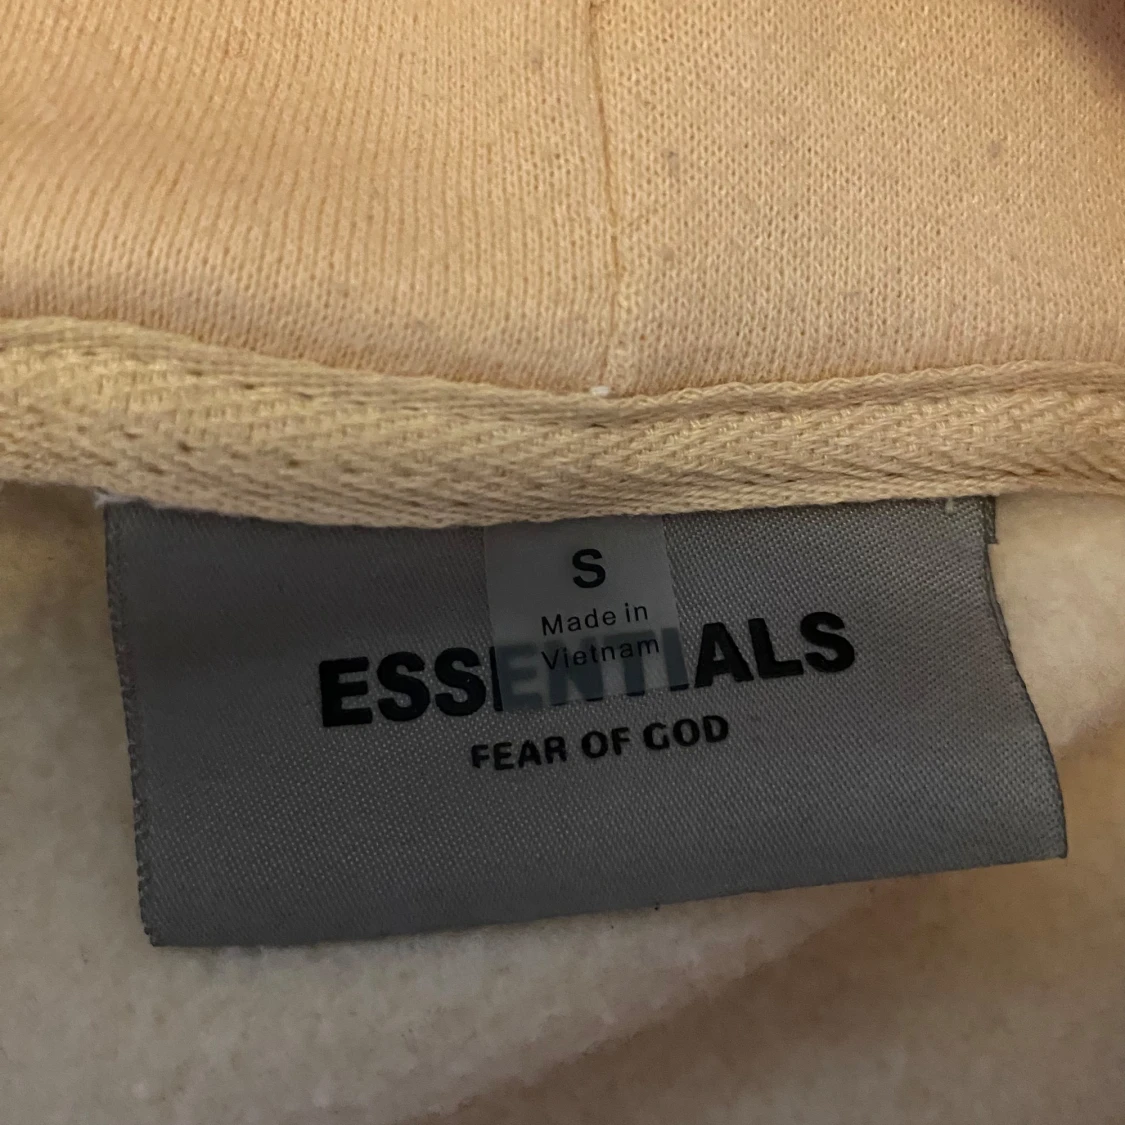 S
Made in
Vietnam
ESSENTIALS
FEAR OF GOD